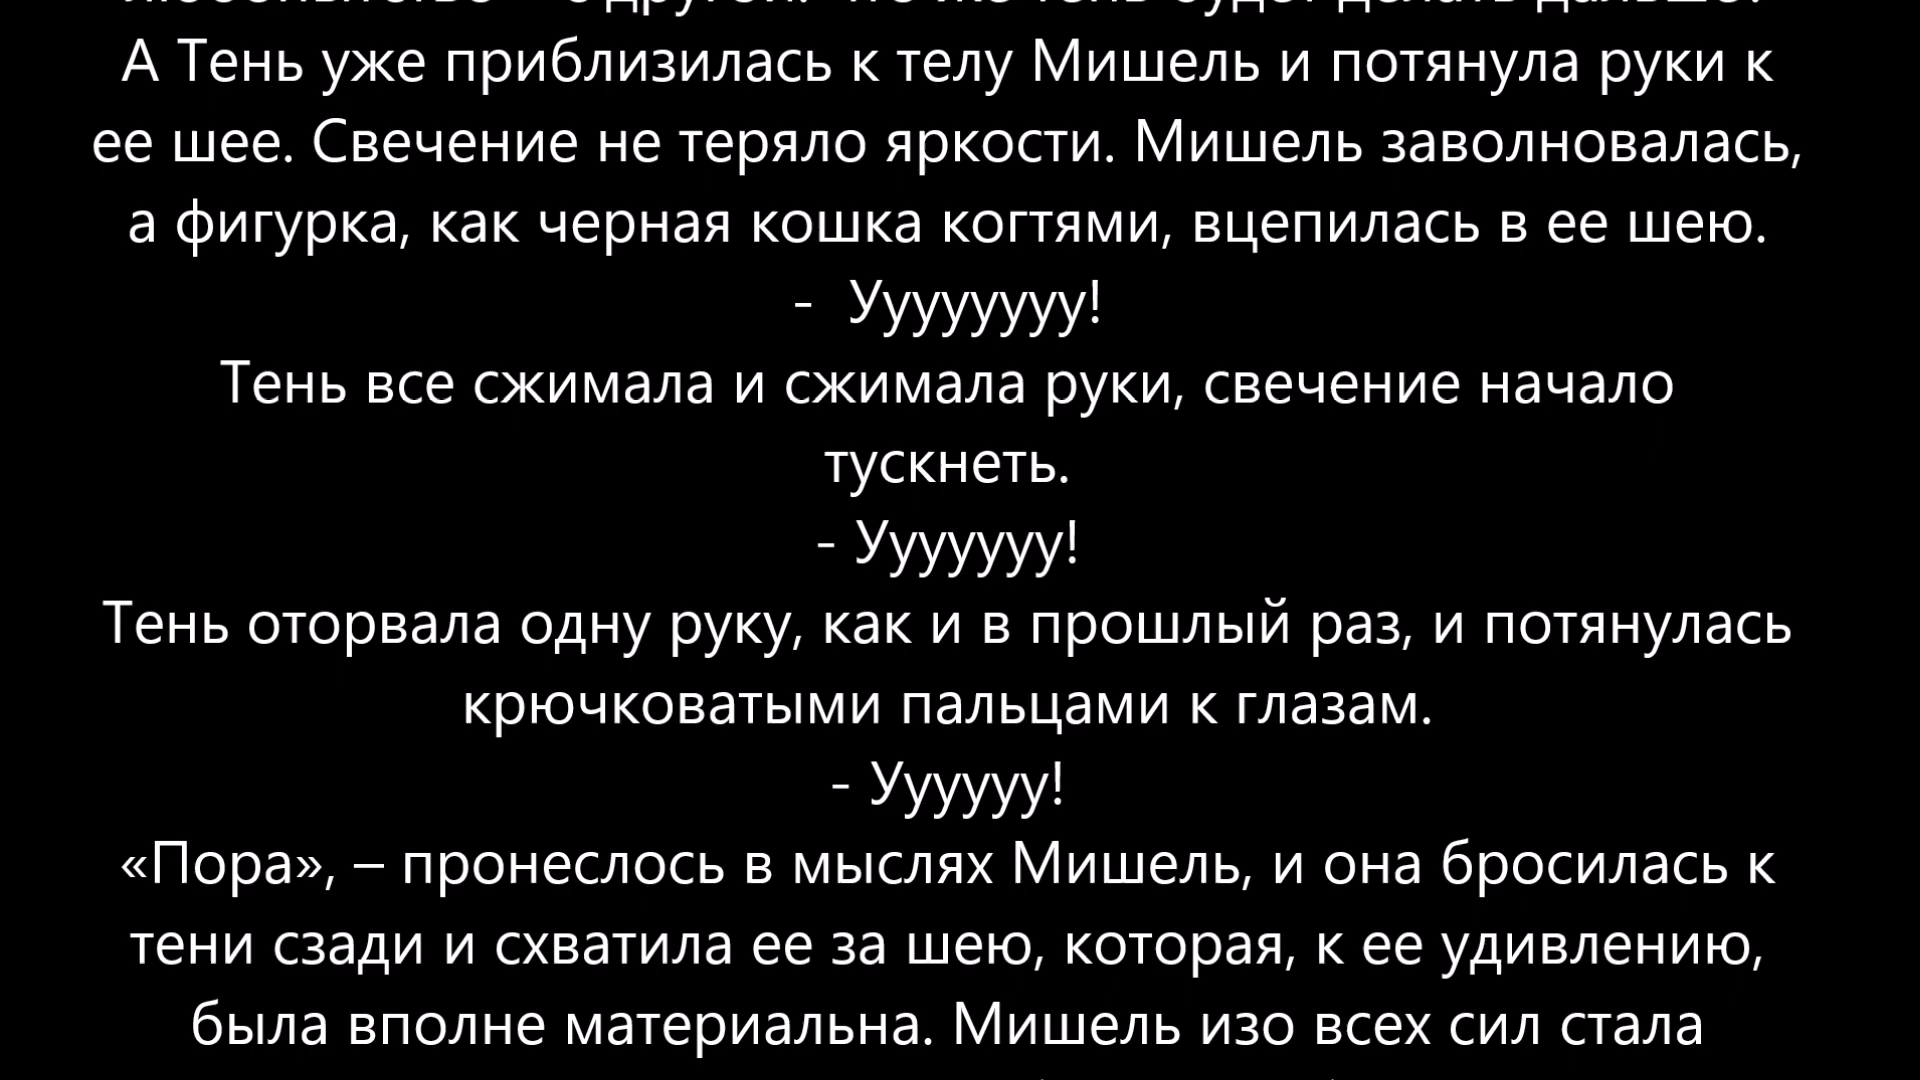 А Тень уже приблизилась к телу Мишель и потянула руки к
ее шее. Свечение не теряло яркости. Мишель заволновалась,
а фигурка, как черная кошка когтями, вцепилась в ее шею.
- Уууууууу!
Тень все сжимала и сжимала руки, свечение начало
тускнеть.
- Ууууууу!
Тень оторвала одну руку, как и в прошлый раз, и потянулась
крючковатыми пальцами к глазам.
- Уууууу!
«Пора», – пронеслось в мыслях Мишель, и она бросилась к
тени сзади и схватила ее за шею, которая, к ее удивлению,
была вполне материальна. Мишель изо всех сил стала